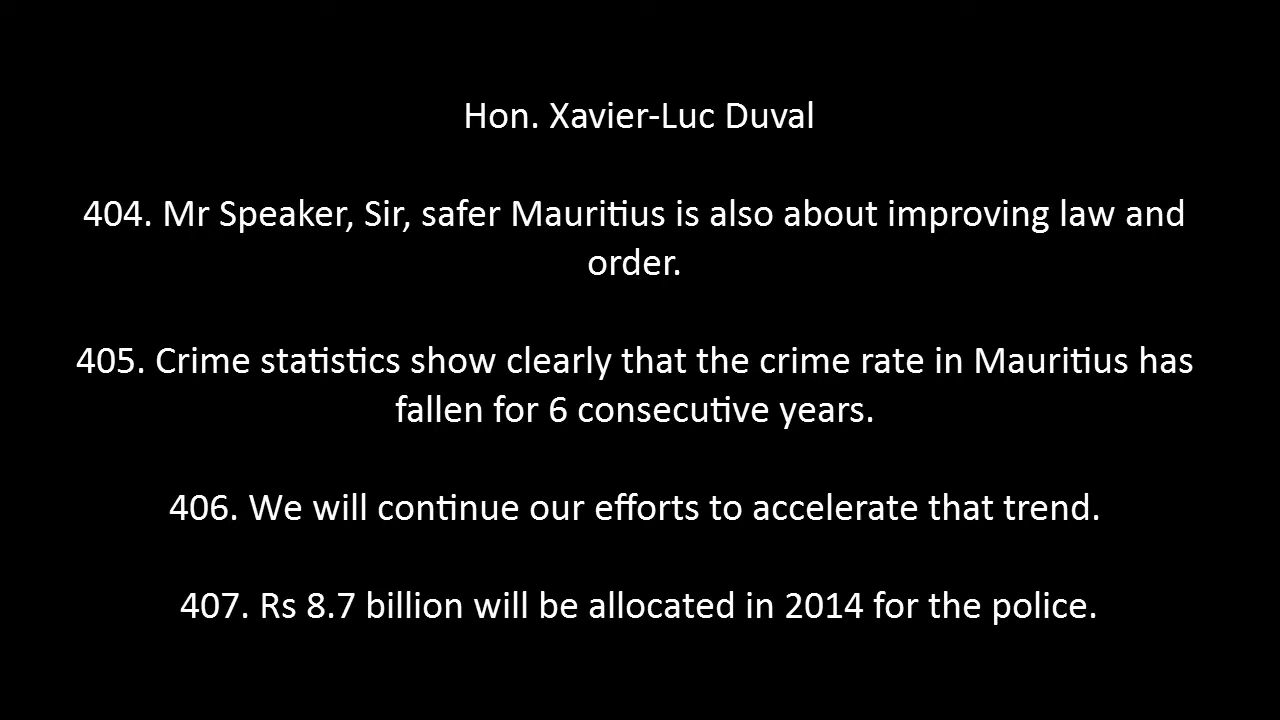 Hon. Xavier-Luc Duval
404. Mr Speaker, Sir, safer Mauritius is also about improving law and
order.
405. Crime statistics show clearly that the crime rate in Mauritius has
fallen for 6 consecutive years.
406. We will continue our efforts to accelerate that trend.
407. Rs 8.7 billion will be allocated in 2014 for the police.